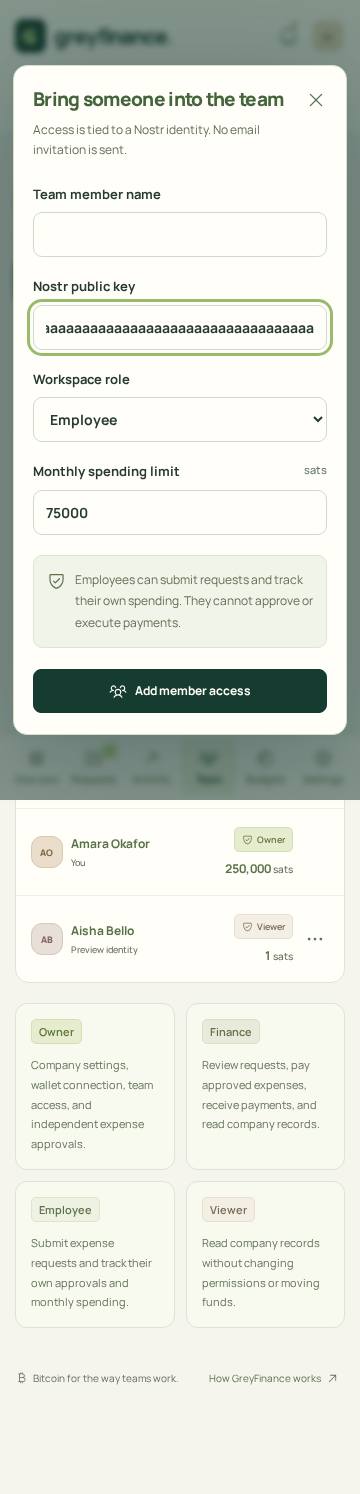 greyfinance.
Bring someone into the team
Access is tied to a Nostr identity. No email
invitation is sent.
Team member name
Nostr public key
aaaaaaaaaaaaaaaaaaaaaaaaaaaaaaaaaaaa
Workspace role
Employee
Monthly spending limit
sats
75000
Employees can submit requests and track
their own spending. They cannot approve or
execute payments.
Add member access
AO
Amara Okafor
You
Owner
250,000 sats
AB
Aisha Bello
Preview identity
Viewer
1 sats
Owner
Company settings,
wallet connection, team
access, and
independent expense
approvals.
Finance
Review requests, pay
approved expenses,
receive payments, and
read company records.
Employee
Submit expense
requests and track their
own approvals and
monthly spending.
Viewer
Read company records
without changing
permissions or moving
funds.
Bitcoin for the way teams work.
How GreyFinance works